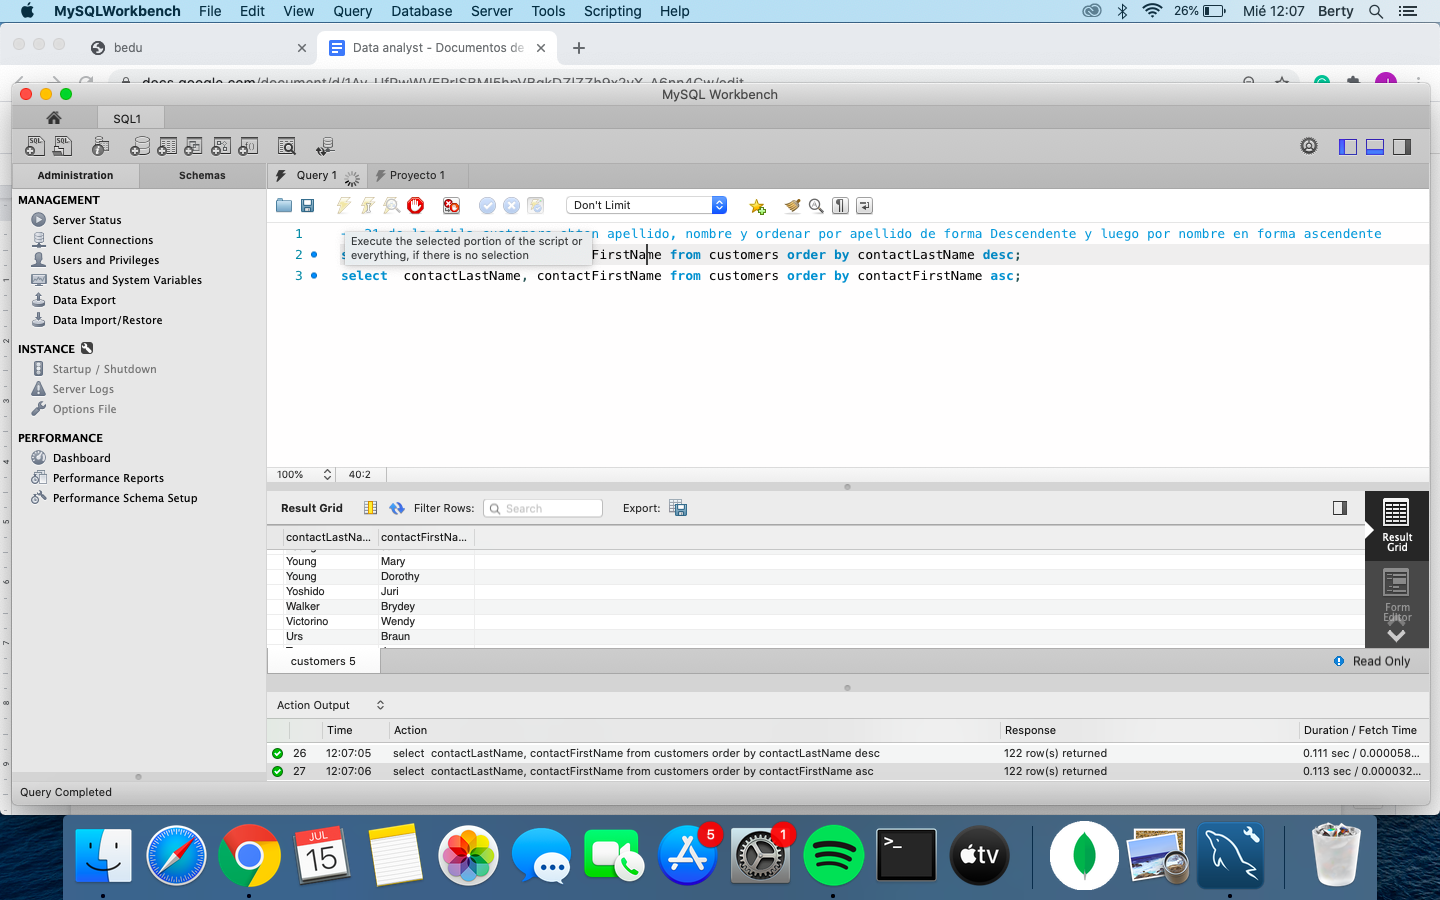 MySQLWorkbench File Edit View Query Database Server Tools Scripting Help 26% Mié 12:07 Berty
bedu
Data analyst - Documentos de
MySQL Workbench
SQL1
Administration Schemas Query 1 Proyecto 1
MANAGEMENT
Server Status
Client Connections
Users and Privileges
Status and System Variables
Data Export
Data Import/Restore
INSTANCE
Startup / Shutdown
Server Logs
Options File
PERFORMANCE
Dashboard
Performance Reports
Performance Schema Setup
Don't Limit
1 apellido, nombre y ordenar por apellido de forma Descendente y luego por nombre en forma ascendente
Execute the selected portion of the script or
everything, if there is no selection
2 FirstName from customers order by contactLastName desc;
3 select contactLastName, contactFirstName from customers order by contactFirstName asc;
100% 40:2
Result Grid Filter Rows: Search Export:
contactLastNa... contactFirstNa...
Young Mary
Young Dorothy
Yoshido Juri
Walker Brydey
Victorino Wendy
Urs Braun
Result
Grid
Form
Editor
customers 5
Read Only
Action Output
Time Action Response Duration / Fetch Time
26 12:07:05 select contactLastName, contactFirstName from customers order by contactLastName desc 122 row(s) returned 0.111 sec / 0.000058...
27 12:07:06 select contactLastName, contactFirstName from customers order by contactFirstName asc 122 row(s) returned 0.113 sec / 0.000032...
Query Completed
JUL
15
5
1
tv